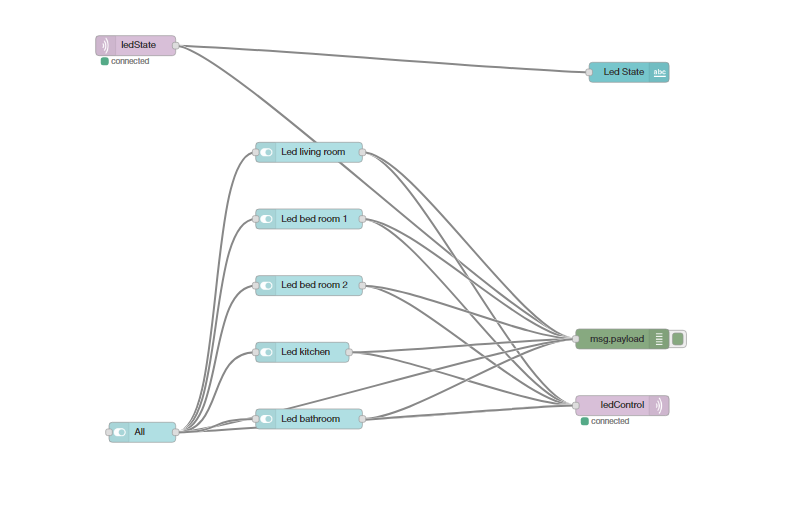 ledState
connected
Led State
abc
Led living room
Led bed room 1
Led bed room 2
msg.payload
Led kitchen
ledControl
connected
Led bathroom
All